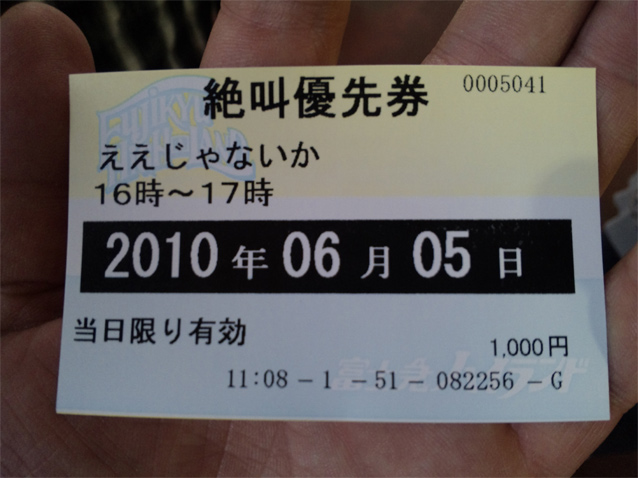 絶叫優先券 0005041
ええじゃないか
16時～17時
2010年06月05日
当日限り有効
1,000円
11:08-1-51-082256-G